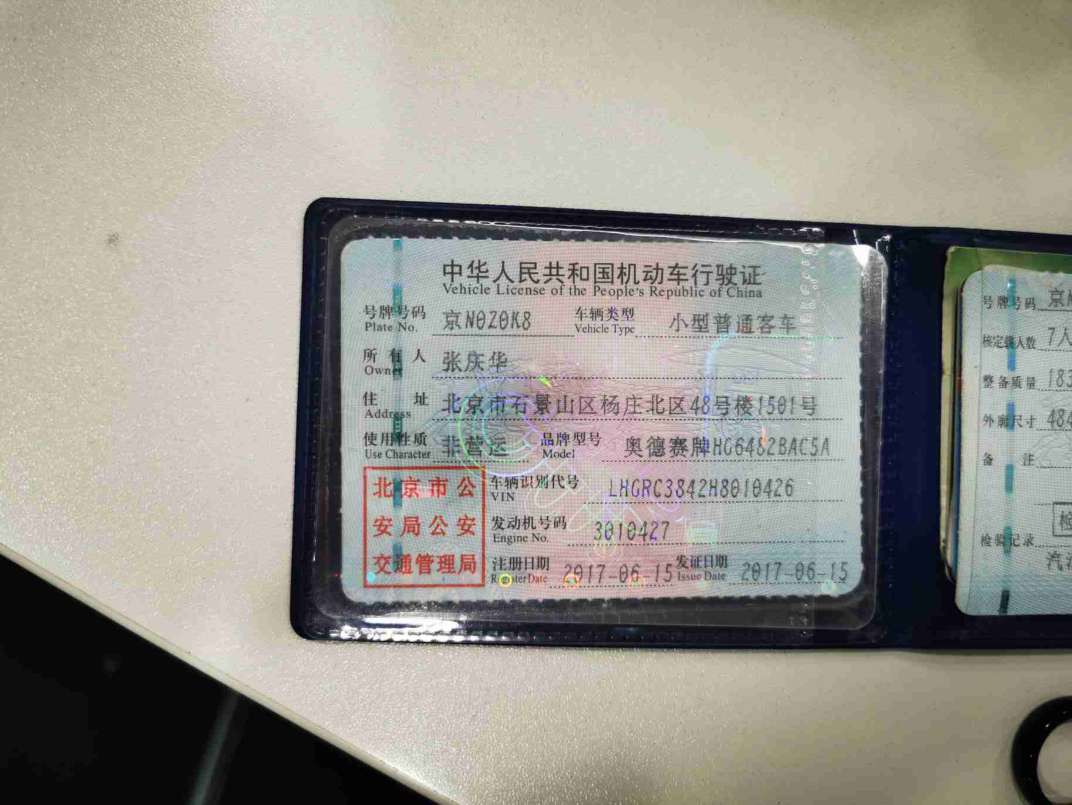 中华人民共和国机动车行驶证
Vehicle License of the People's Republic of China
号牌号码 京N0Z0K8 车辆类型 小型普通客车
Plate No. Vehicle Type
所有人 张庆华
Owner
住址 北京市石景山区杨庄北区48号楼1501号
Address
使用性质 非营运 品牌型号 奥德赛牌HG6482BAC5A
Use Character Model
北京市公
安局公安
交通管理局
车辆识别代号 LHGRC3842H8010426
VIN
发动机号码 3010427
Engine No.
注册日期 2017-06-15 发证日期 2017-06-15
Register Date Issue Date
号牌号码 京
核定载人数 7人
整备质量 183
外廓尺寸 484
备注
检验记录